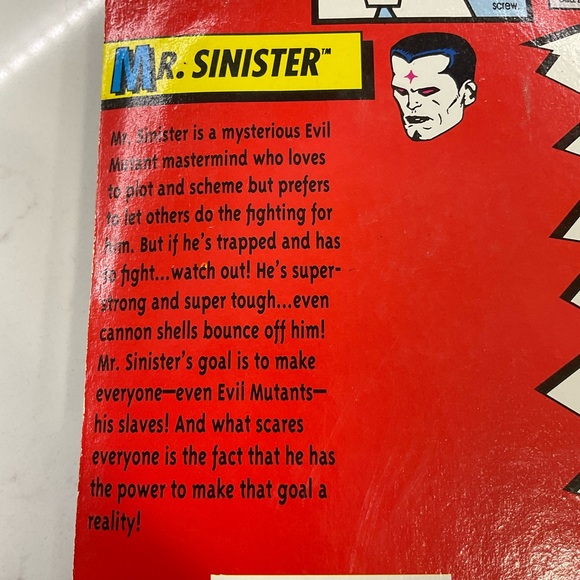 screw.
MR. SINISTER™
Mr. Sinister is a mysterious Evil
Mutant mastermind who loves
to plot and scheme but prefers
to let others do the fighting for
him. But if he's trapped and has
to fight...watch out! He's super-
strong and super tough...even
cannon shells bounce off him!
Mr. Sinister's goal is to make
everyone—even Evil Mutants—
his slaves! And what scares
everyone is the fact that he has
the power to make that goal a
reality!